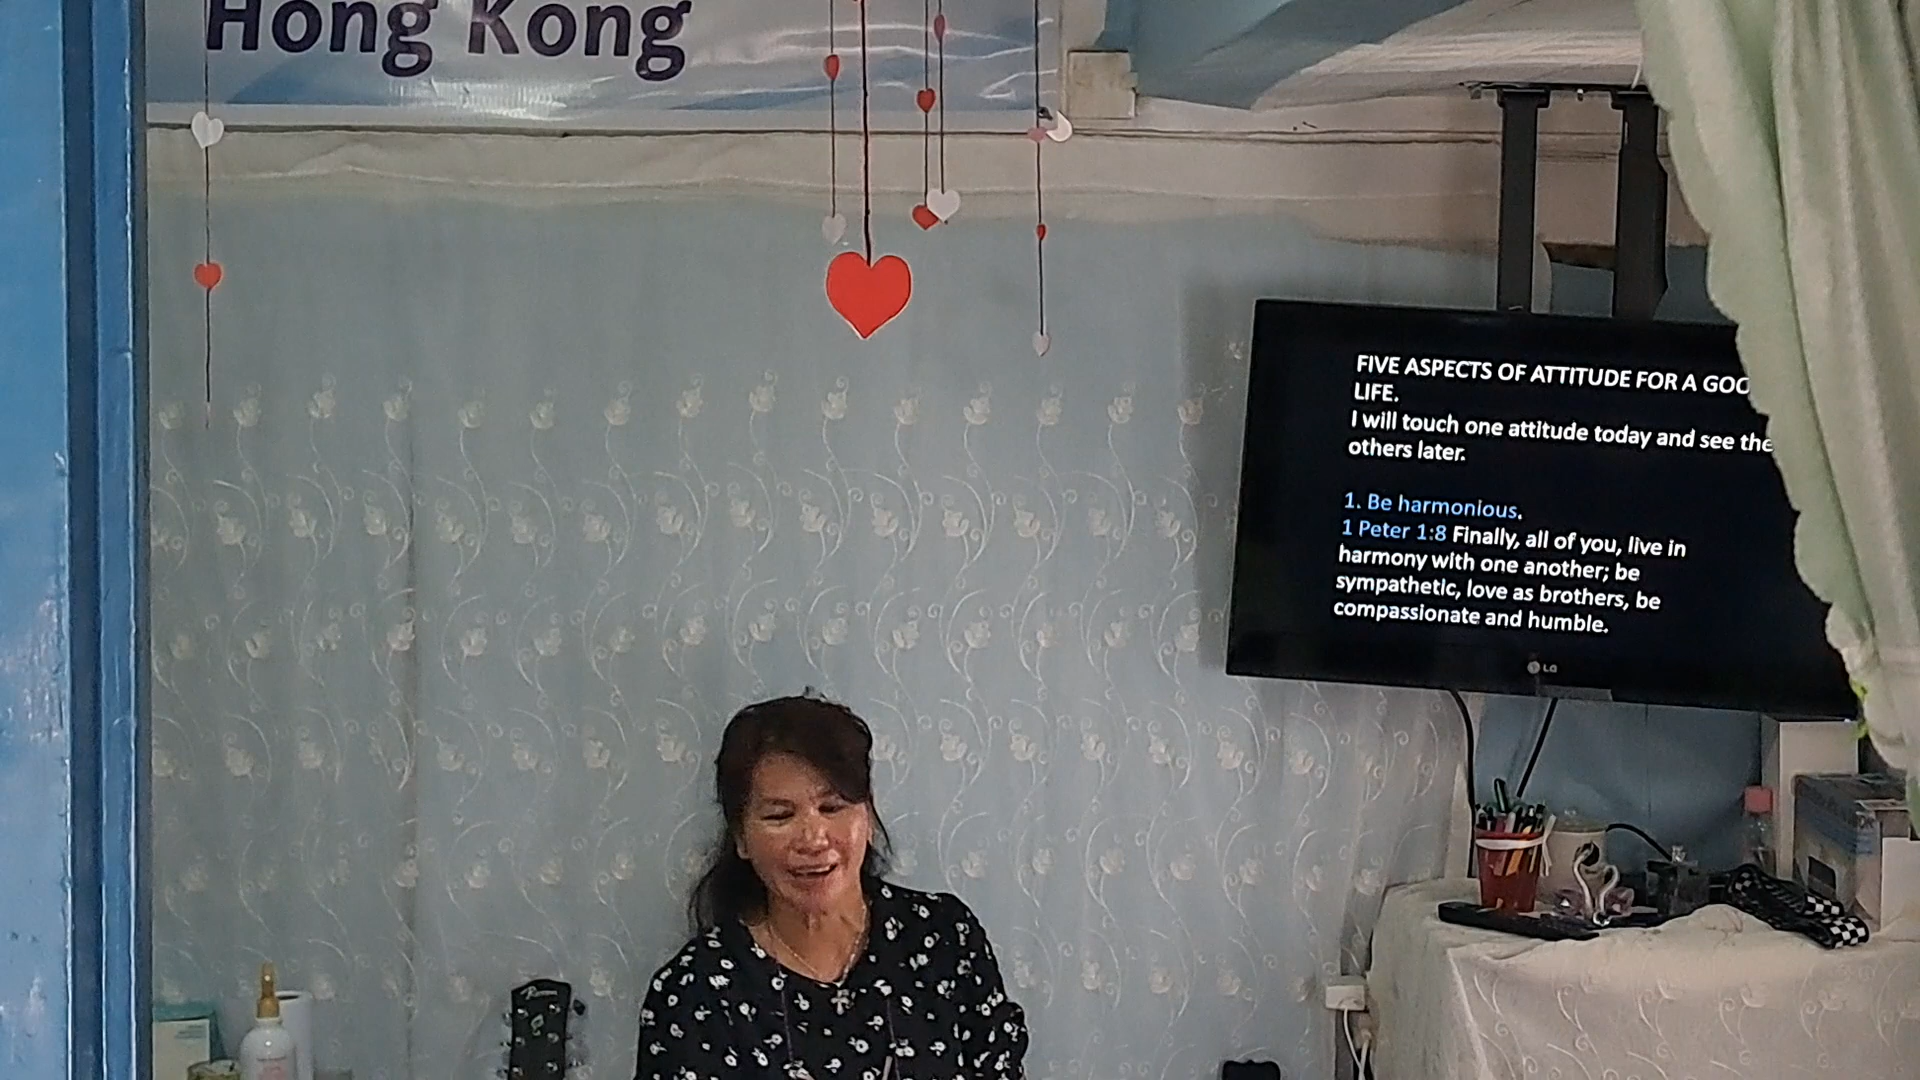 Hong Kong
FIVE ASPECTS OF ATTITUDE FOR A GOO
LIFE.
I will touch one attitude today and see the
others later.
1. Be harmonious.
1 Peter 1:8 Finally, all of you, live in
harmony with one another; be
sympathetic, love as brothers, be
compassionate and humble.
LG